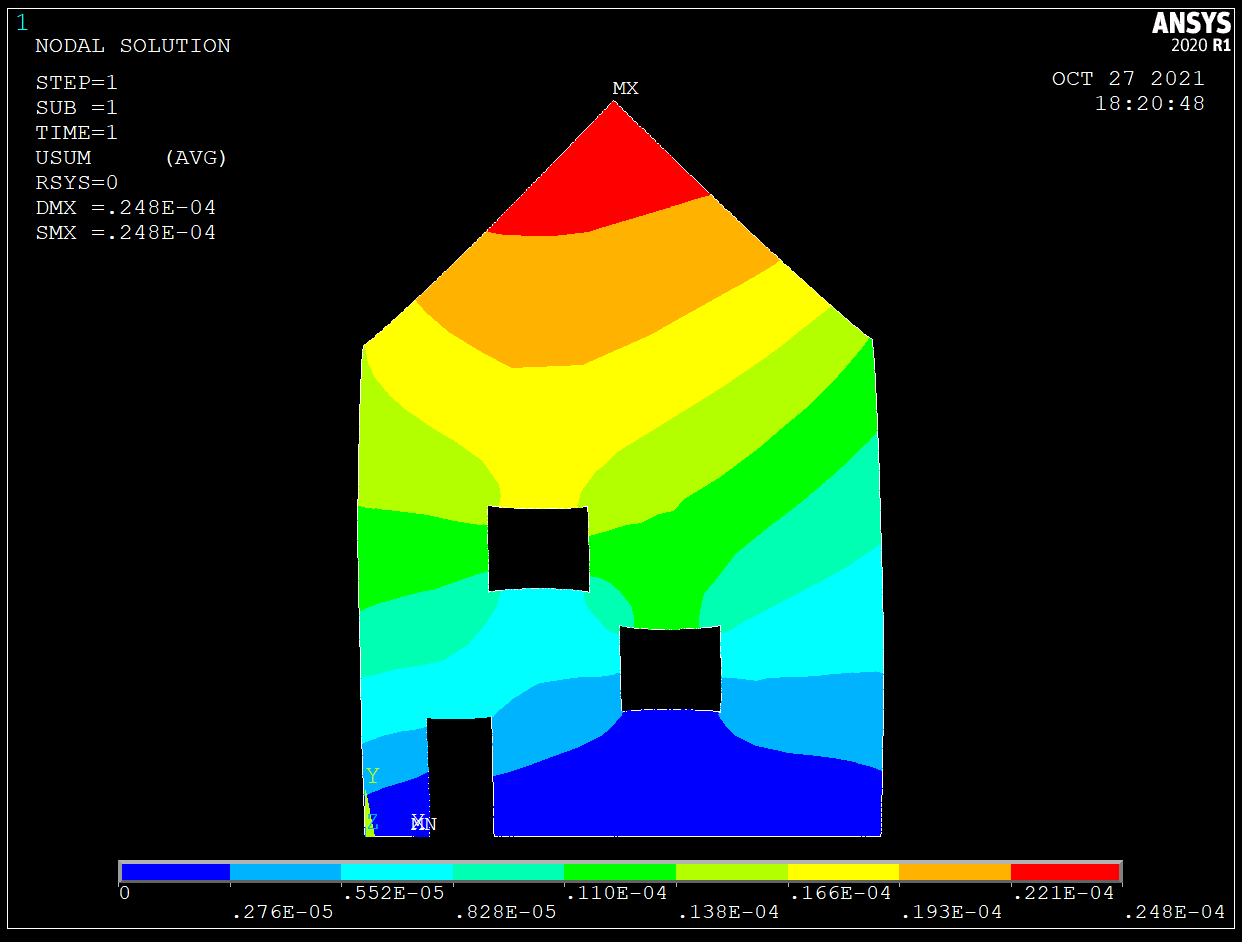 1
NODAL SOLUTION
STEP=1
SUB =1
TIME=1
USUM (AVG)
RSYS=0
DMX =.248E-04
SMX =.248E-04
ANSYS
2020 R1
OCT 27 2021
18:20:48
MX
Y
Z
X
MN
0
.276E-05
.552E-05
.828E-05
.110E-04
.138E-04
.166E-04
.193E-04
.221E-04
.248E-04